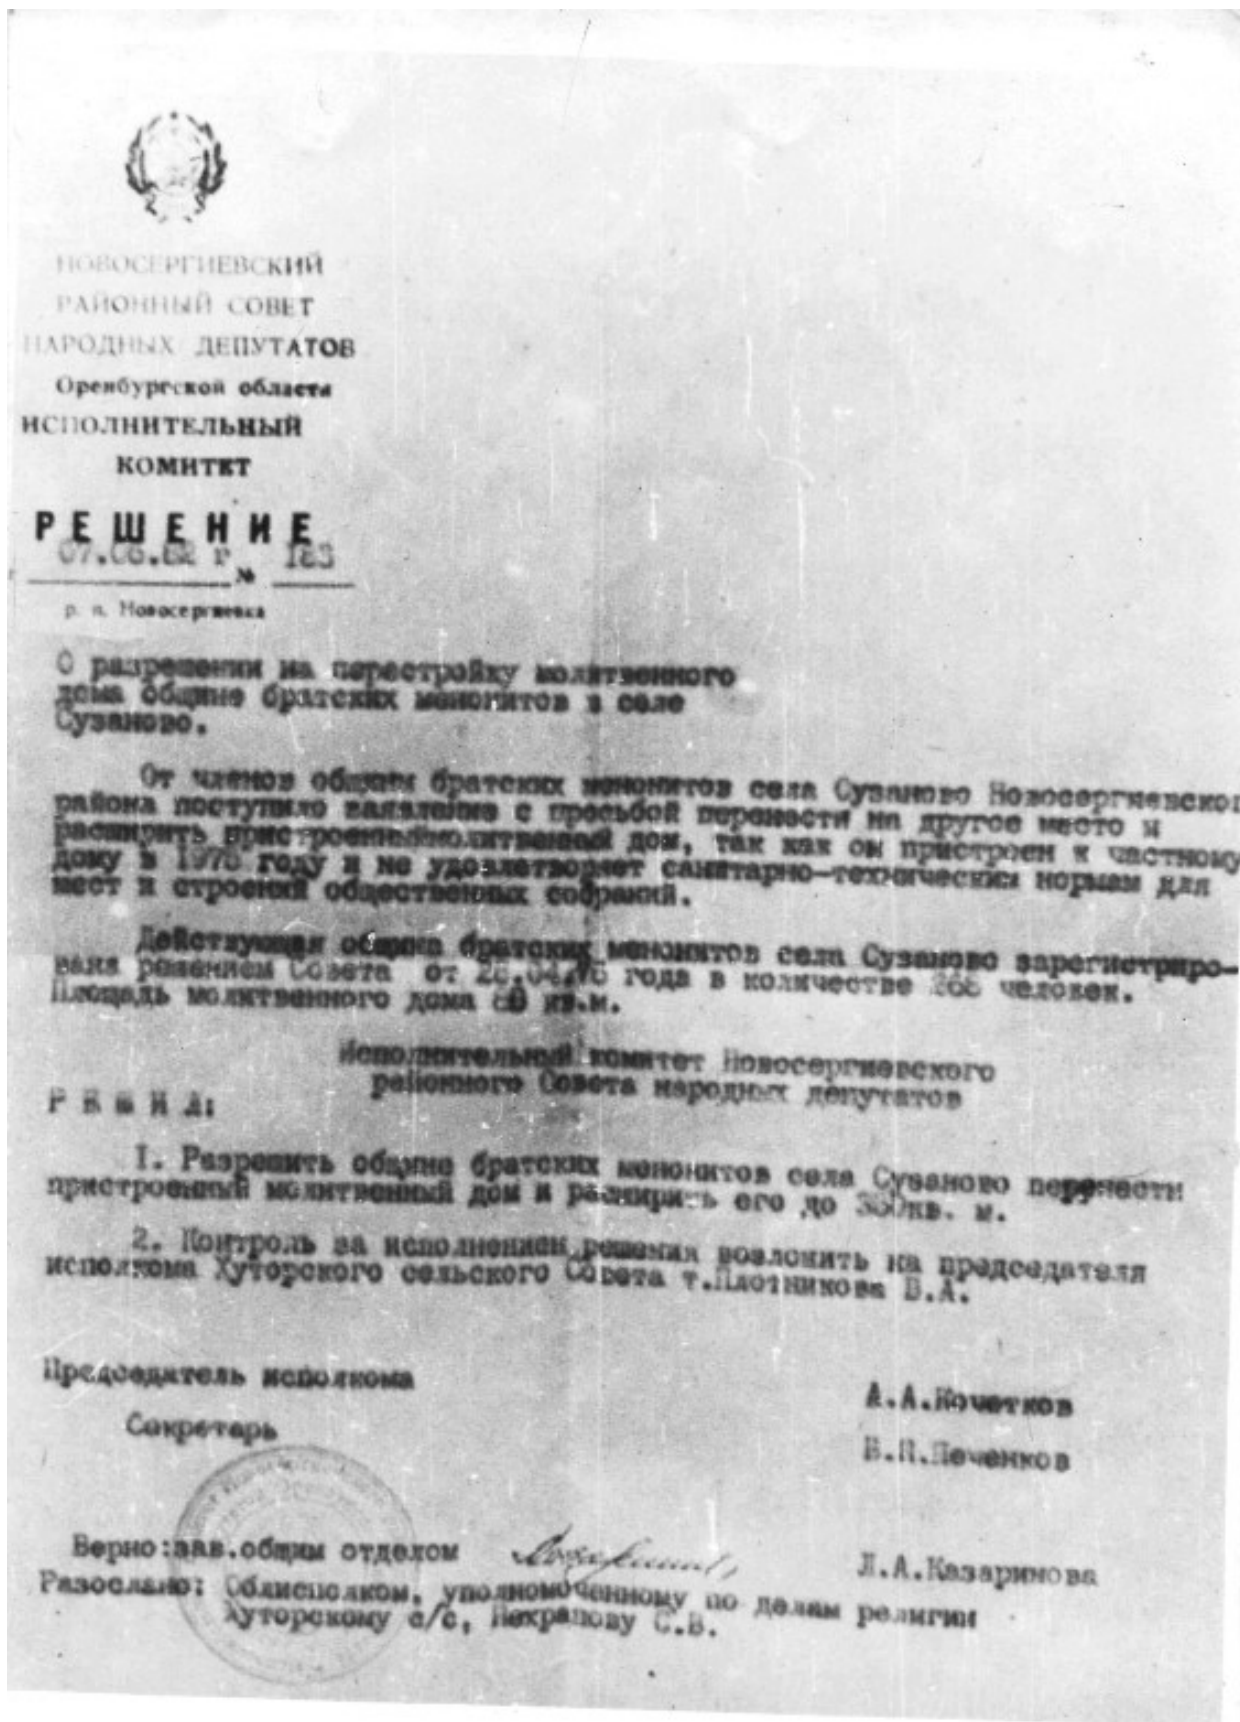 НОВОСЕРГИЕВСКИЙ
РАЙОННЫЙ СОВЕТ
НАРОДНЫХ ДЕПУТАТОВ
Оренбургской области
ИСПОЛНИТЕЛЬНЫЙ
КОМИТЕТ
РЕШЕНИЕ
г № 183
р. п. Новосергиевка
О разрешении на перестройку молитвенного
дома общине братских менонитов в селе
Сузаново.
От членов общины братских менонитов села Сузаново Новосергиевског
района поступило заявление с просьбой перенести на другое место и
расширить пристроенный молитвенный дом, так как он пристроен к частному
дому в году и не удовлетворяет санитарно-техническим нормам для
мест и строений общественных собраний.
Действующая община братских менонитов села Сузаново зарегистриро-
вана решением Совета от года в количестве человек.
Площадь молитвенного дома кв.м.
Исполнительный комитет Новосергиевского
районного Совета народных депутатов
Р Е Ш И Л:
1. Разрешить общине братских менонитов села Сузаново перенести
пристроенный молитвенный дом и расширить его до кв. м.
2. Контроль за исполнением решения возложить на председателя
исполкома Хуторского сельского Совета т.Плотникова В.А.
Председатель исполкома А.А.Кочетков
Секретарь В.П.Печенков
Верно:зав.общим отделом Л.А.Казаринова
Разослано: Облисполком, уполномоченному по делам религии
Хуторскому с/с, С.В.